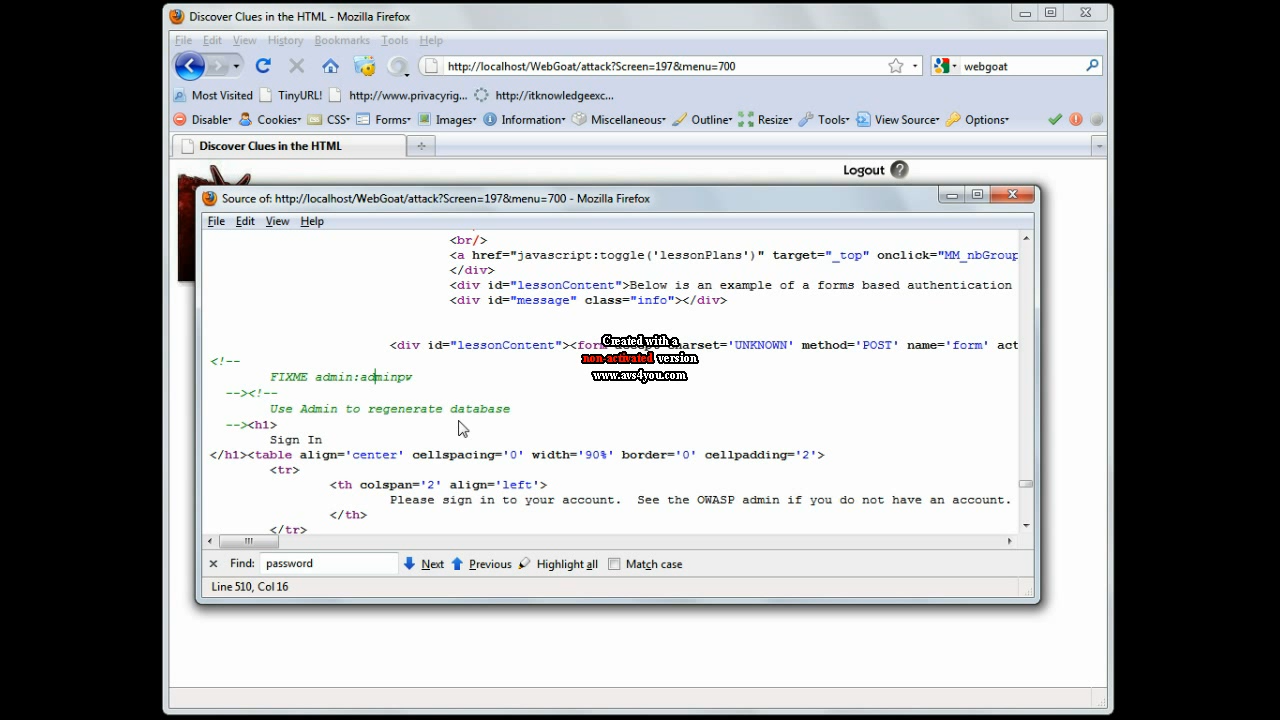 Discover Clues in the HTML - Mozilla Firefox
File Edit View History Bookmarks Tools Help
http://localhost/WebGoat/attack?Screen=197&menu=700
webgoat
Most Visited TinyURL! http://www.privacyrig... http://itknowledgeexc...
Disable Cookies CSS Forms Images Information Miscellaneous Outline Resize Tools View Source Options
Discover Clues in the HTML
Logout ?
Source of: http://localhost/WebGoat/attack?Screen=197&menu=700 - Mozilla Firefox
File Edit View Help
<br/>
<a href="javascript:toggle('lessonPlans')" target="_top" onclick="MM_nbGroup
</div>
<div id="lessonContent">Below is an example of a forms based authentication
<div id="message" class="info"></div>
<div id="lessonContent"><form accept-charset='UNKNOWN' method='POST' name='form' act
Created with a
non-activated version
www.avs4you.com
<!--
FIXME admin:adminpw
--><!--
Use Admin to regenerate database
--><h1>
Sign In
</h1><table align='center' cellspacing='0' width='90%' border='0' cellpadding='2'>
<tr>
<th colspan='2' align='left'>
Please sign in to your account. See the OWASP admin if you do not have an account.
</th>
</tr>
Find: password Next Previous Highlight all Match case
Line 510, Col 16